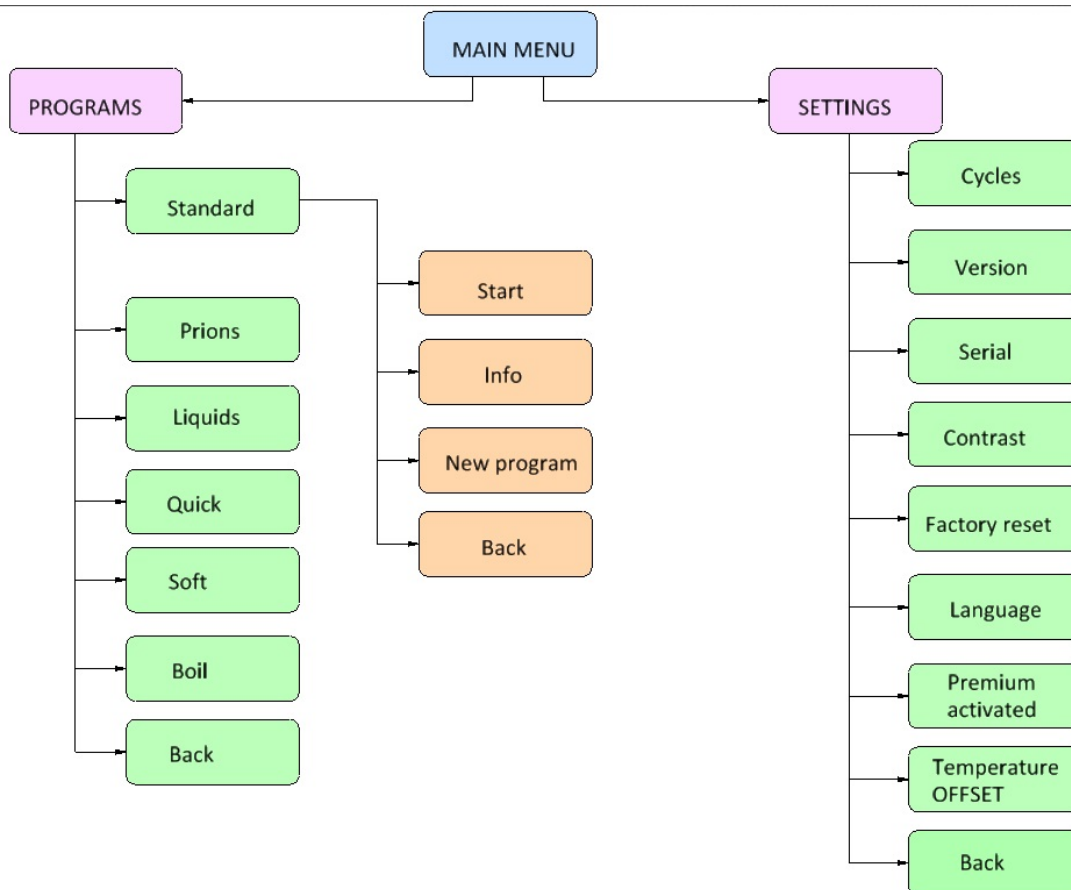 MAIN MENU
PROGRAMS
SETTINGS
Standard
Prions
Liquids
Quick
Soft
Boil
Back
Start
Info
New program
Back
Cycles
Version
Serial
Contrast
Factory reset
Language
Premium
activated
Temperature
OFFSET
Back